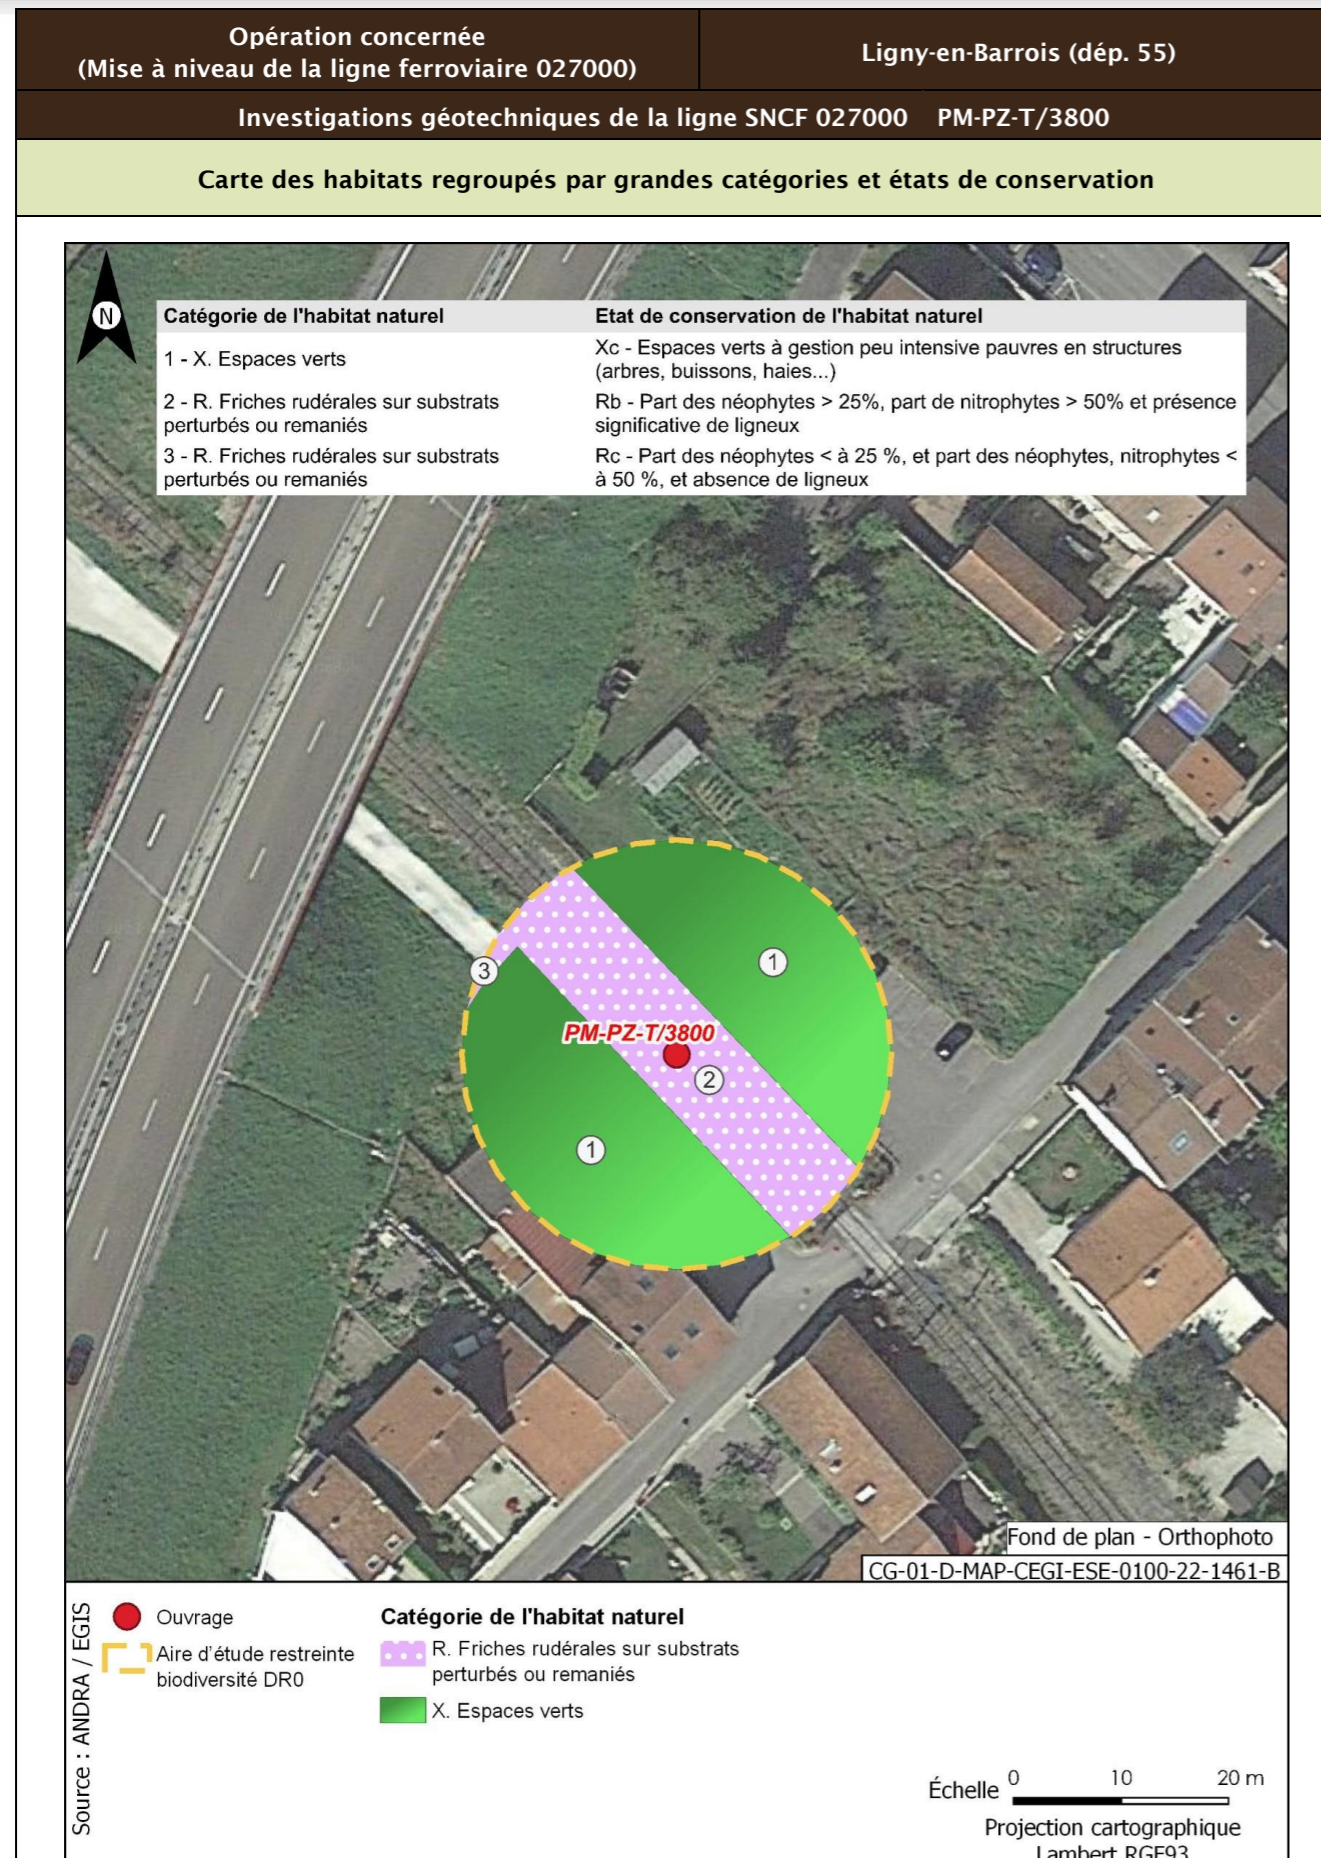 Opération concernée
(Mise à niveau de la ligne ferroviaire 027000)
Ligny-en-Barrois (dép. 55)
Investigations géotechniques de la ligne SNCF 027000 PM-PZ-T/3800
Carte des habitats regroupés par grandes catégories et états de conservation
N
Catégorie de l'habitat naturel
Etat de conservation de l'habitat naturel
1 - X. Espaces verts
Xc - Espaces verts à gestion peu intensive pauvres en structures
(arbres, buissons, haies...)
2 - R. Friches rudérales sur substrats
perturbés ou remaniés
Rb - Part des néophytes > 25%, part de nitrophytes > 50% et présence
significative de ligneux
3 - R. Friches rudérales sur substrats
perturbés ou remaniés
Rc - Part des néophytes < à 25 %, et part des néophytes, nitrophytes <
à 50 %, et absence de ligneux
1
3
PM-PZ-T/3800
2
1
Fond de plan - Orthophoto
CG-01-D-MAP-CEGI-ESE-0100-22-1461-B
Source : ANDRA / EGIS
Ouvrage
Aire d'étude restreinte
biodiversité DR0
Catégorie de l'habitat naturel
R. Friches rudérales sur substrats
perturbés ou remaniés
X. Espaces verts
Échelle 0 10 20 m
Projection cartographique
Lambert RGF93